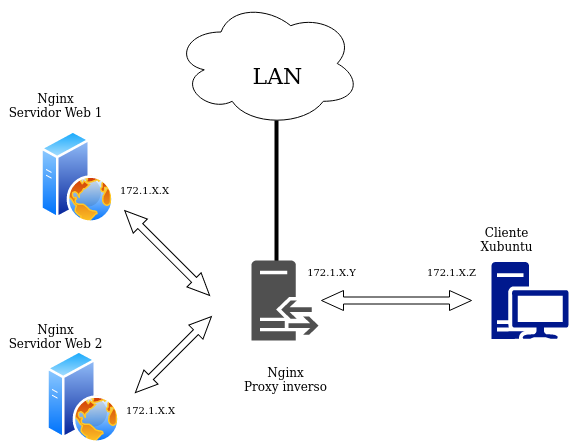 LAN
Nginx
Servidor Web 1
172.1.X.X
Cliente
Xubuntu
172.1.X.Y
172.1.X.Z
Nginx
Servidor Web 2
Nginx
Proxy inverso
172.1.X.X